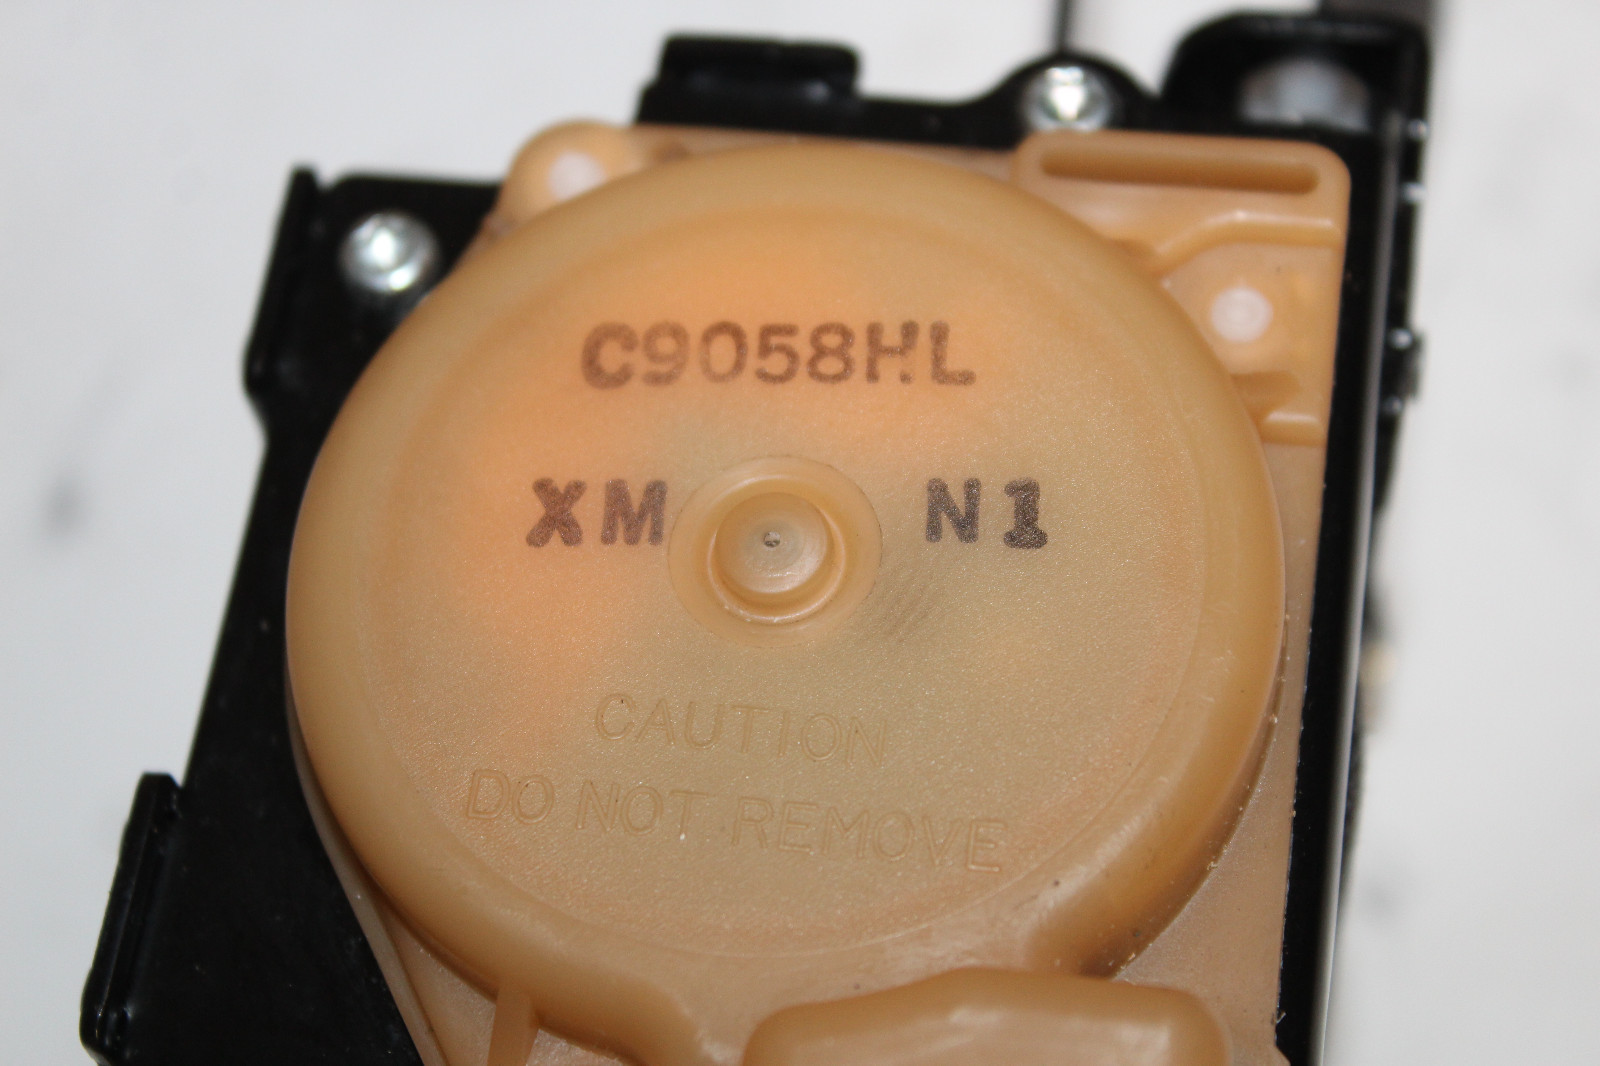 C9058HL
XM N1
CAUTION
DO NOT REMOVE